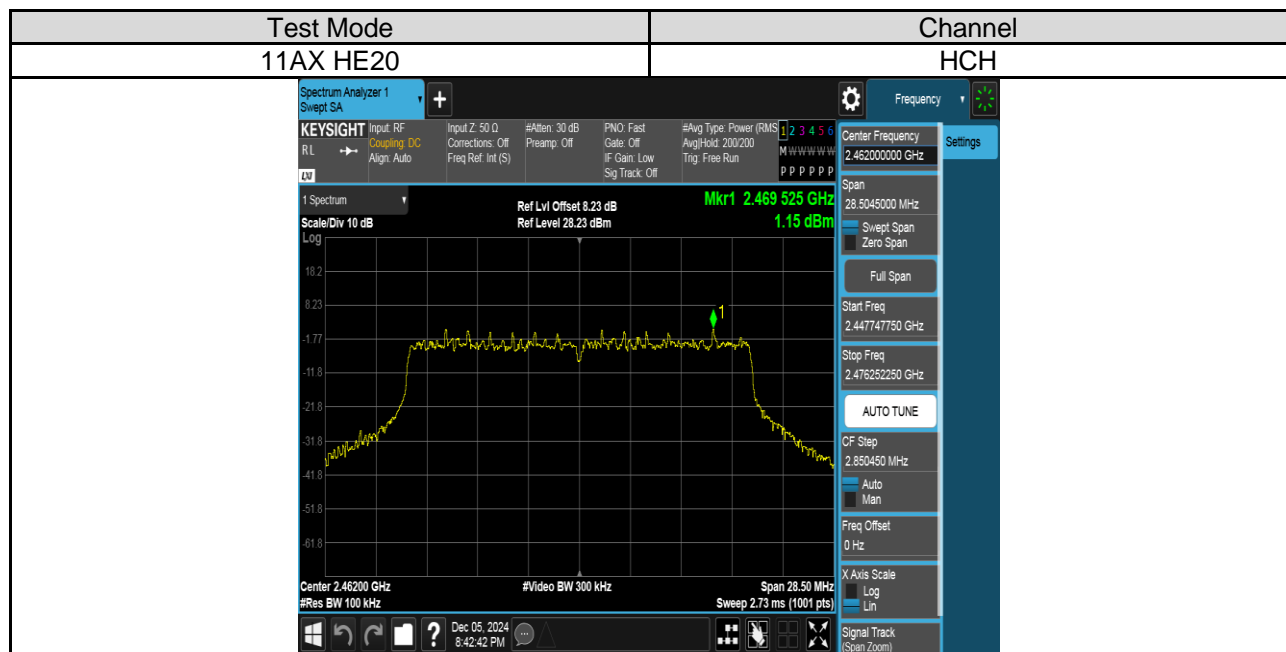 Test Mode
Channel
11AX HE20
HCH
Spectrum Analyzer 1
Swept SA
+
Frequency
KEYSIGHT
RL
LXI
Input: RF
Coupling: DC
Align: Auto
Input Z: 50 Ω
Corrections: Off
Freq Ref: Int (S)
#Atten: 30 dB
Preamp: Off
PNO: Fast
Gate: Off
IF Gain: Low
Sig Track: Off
#Avg Type: Power (RMS
Avg|Hold: 200/200
Trig: Free Run
1 2 3 4 5 6
M W W W W W
P P P P P P
Settings
1 Spectrum
Scale/Div 10 dB
Ref Lvl Offset 8.23 dB
Ref Level 28.23 dBm
Mkr1 2.469 525 GHz
1.15 dBm
Log
18.2
8.23
-1.77
-11.8
-21.8
-31.8
-41.8
-51.8
-61.8
1
Center 2.46200 GHz
#Res BW 100 kHz
#Video BW 300 kHz
Span 28.50 MHz
Sweep 2.73 ms (1001 pts)
Center Frequency
2.462000000 GHz
Span
28.5045000 MHz
Swept Span
Zero Span
Full Span
Start Freq
2.447747750 GHz
Stop Freq
2.476252250 GHz
AUTO TUNE
CF Step
2.850450 MHz
Auto
Man
Freq Offset
0 Hz
X Axis Scale
Log
Lin
Signal Track
(Span Zoom)
?
Dec 05, 2024
8:42:42 PM